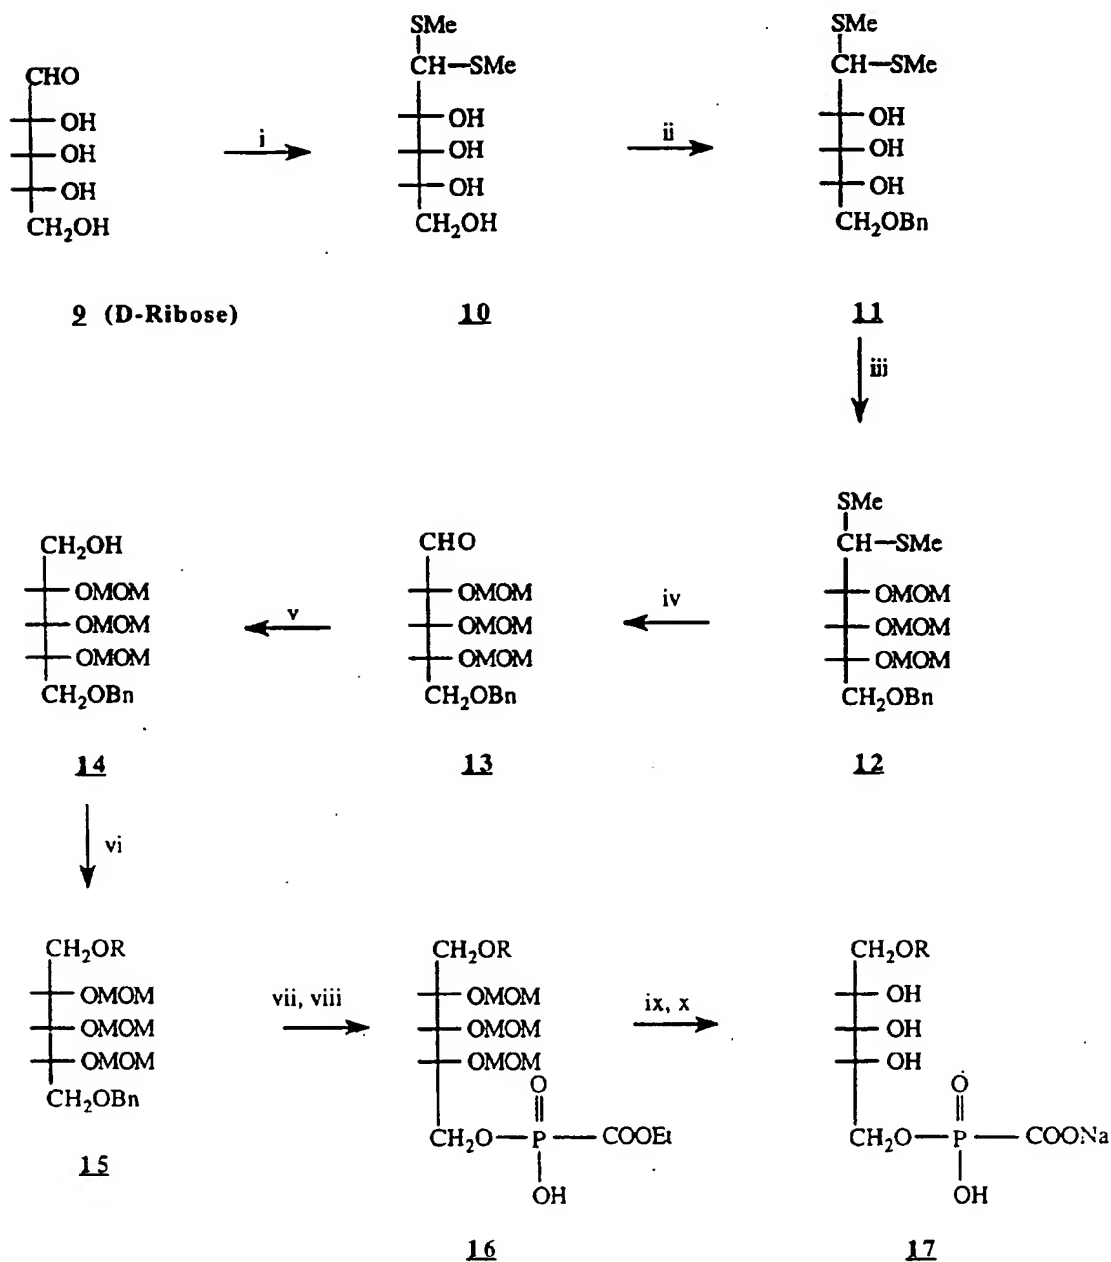 SMe
CH—SMe
CHO
OH
OH
OH
CH2OH
i
OH
OH
OH
CH2OH
ii
SMe
CH—SMe
OH
OH
OH
CH2OBn
9 (D-Ribose)
10
11
iii
CH2OH
OMOM
OMOM
OMOM
CH2OBn
v
CHO
OMOM
OMOM
OMOM
CH2OBn
iv
SMe
CH—SMe
OMOM
OMOM
OMOM
CH2OBn
14
13
12
vi
CH2OR
OMOM
OMOM
OMOM
CH2OBn
vii, viii
CH2OR
OMOM
OMOM
OMOM
O
CH2O—P—COOEt
OH
ix, x
CH2OR
OH
OH
OH
O
CH2O—P—COONa
OH
15
16
17